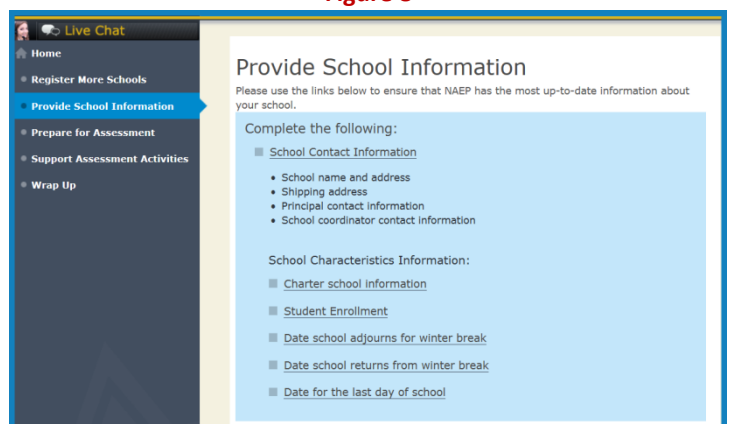 Live Chat
Home
Register More Schools
Provide School Information
Prepare for Assessment
Support Assessment Activities
Wrap Up
Provide School Information
Please use the links below to ensure that NAEP has the most up-to-date information about
your school.
Complete the following:
School Contact Information
• School name and address
• Shipping address
• Principal contact information
• School coordinator contact information
School Characteristics Information:
Charter school information
Student Enrollment
Date school adjourns for winter break
Date school returns from winter break
Date for the last day of school